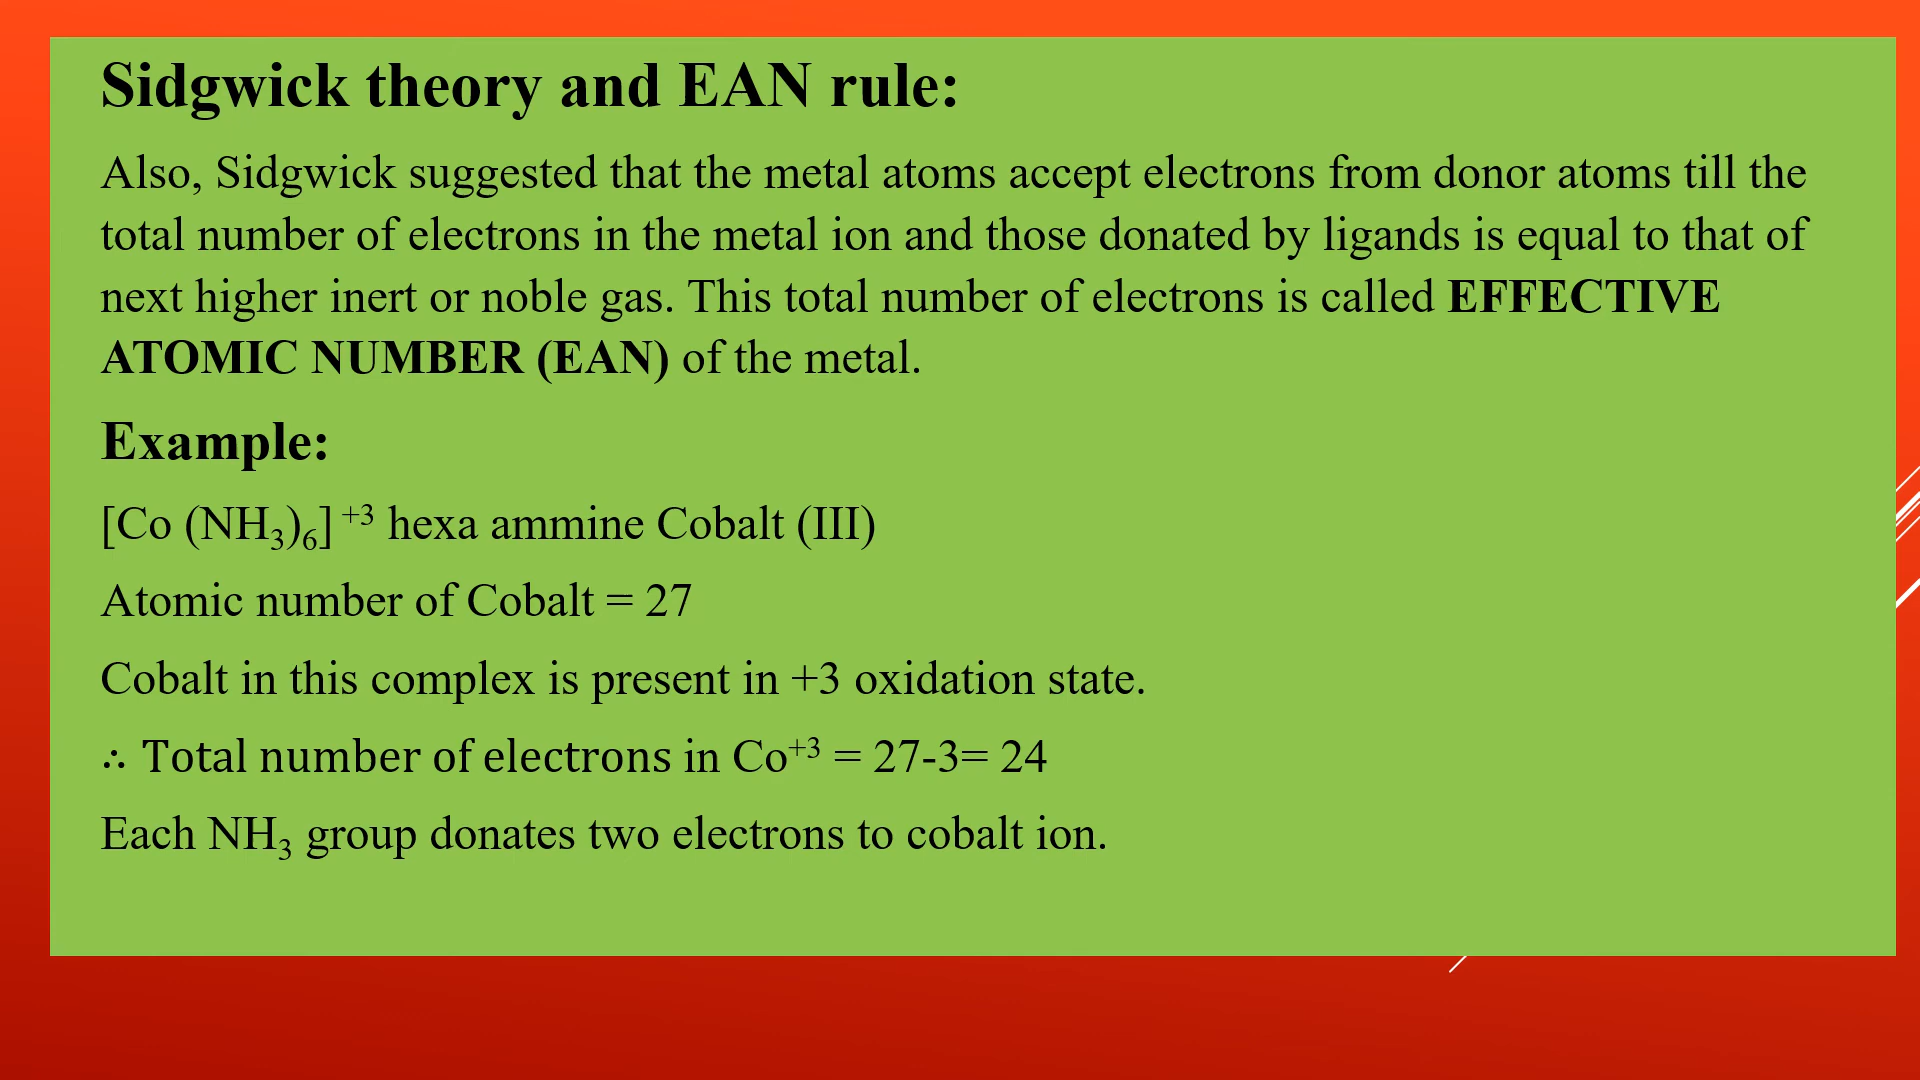 Sidgwick theory and EAN rule:
Also, Sidgwick suggested that the metal atoms accept electrons from donor atoms till the
total number of electrons in the metal ion and those donated by ligands is equal to that of
next higher inert or noble gas. This total number of electrons is called EFFECTIVE
ATOMIC NUMBER (EAN) of the metal.
Example:
[Co (NH₃)₆] ⁺³ hexa ammine Cobalt (III)
Atomic number of Cobalt = 27
Cobalt in this complex is present in +3 oxidation state.
∴ Total number of electrons in Co⁺³ = 27-3= 24
Each NH₃ group donates two electrons to cobalt ion.